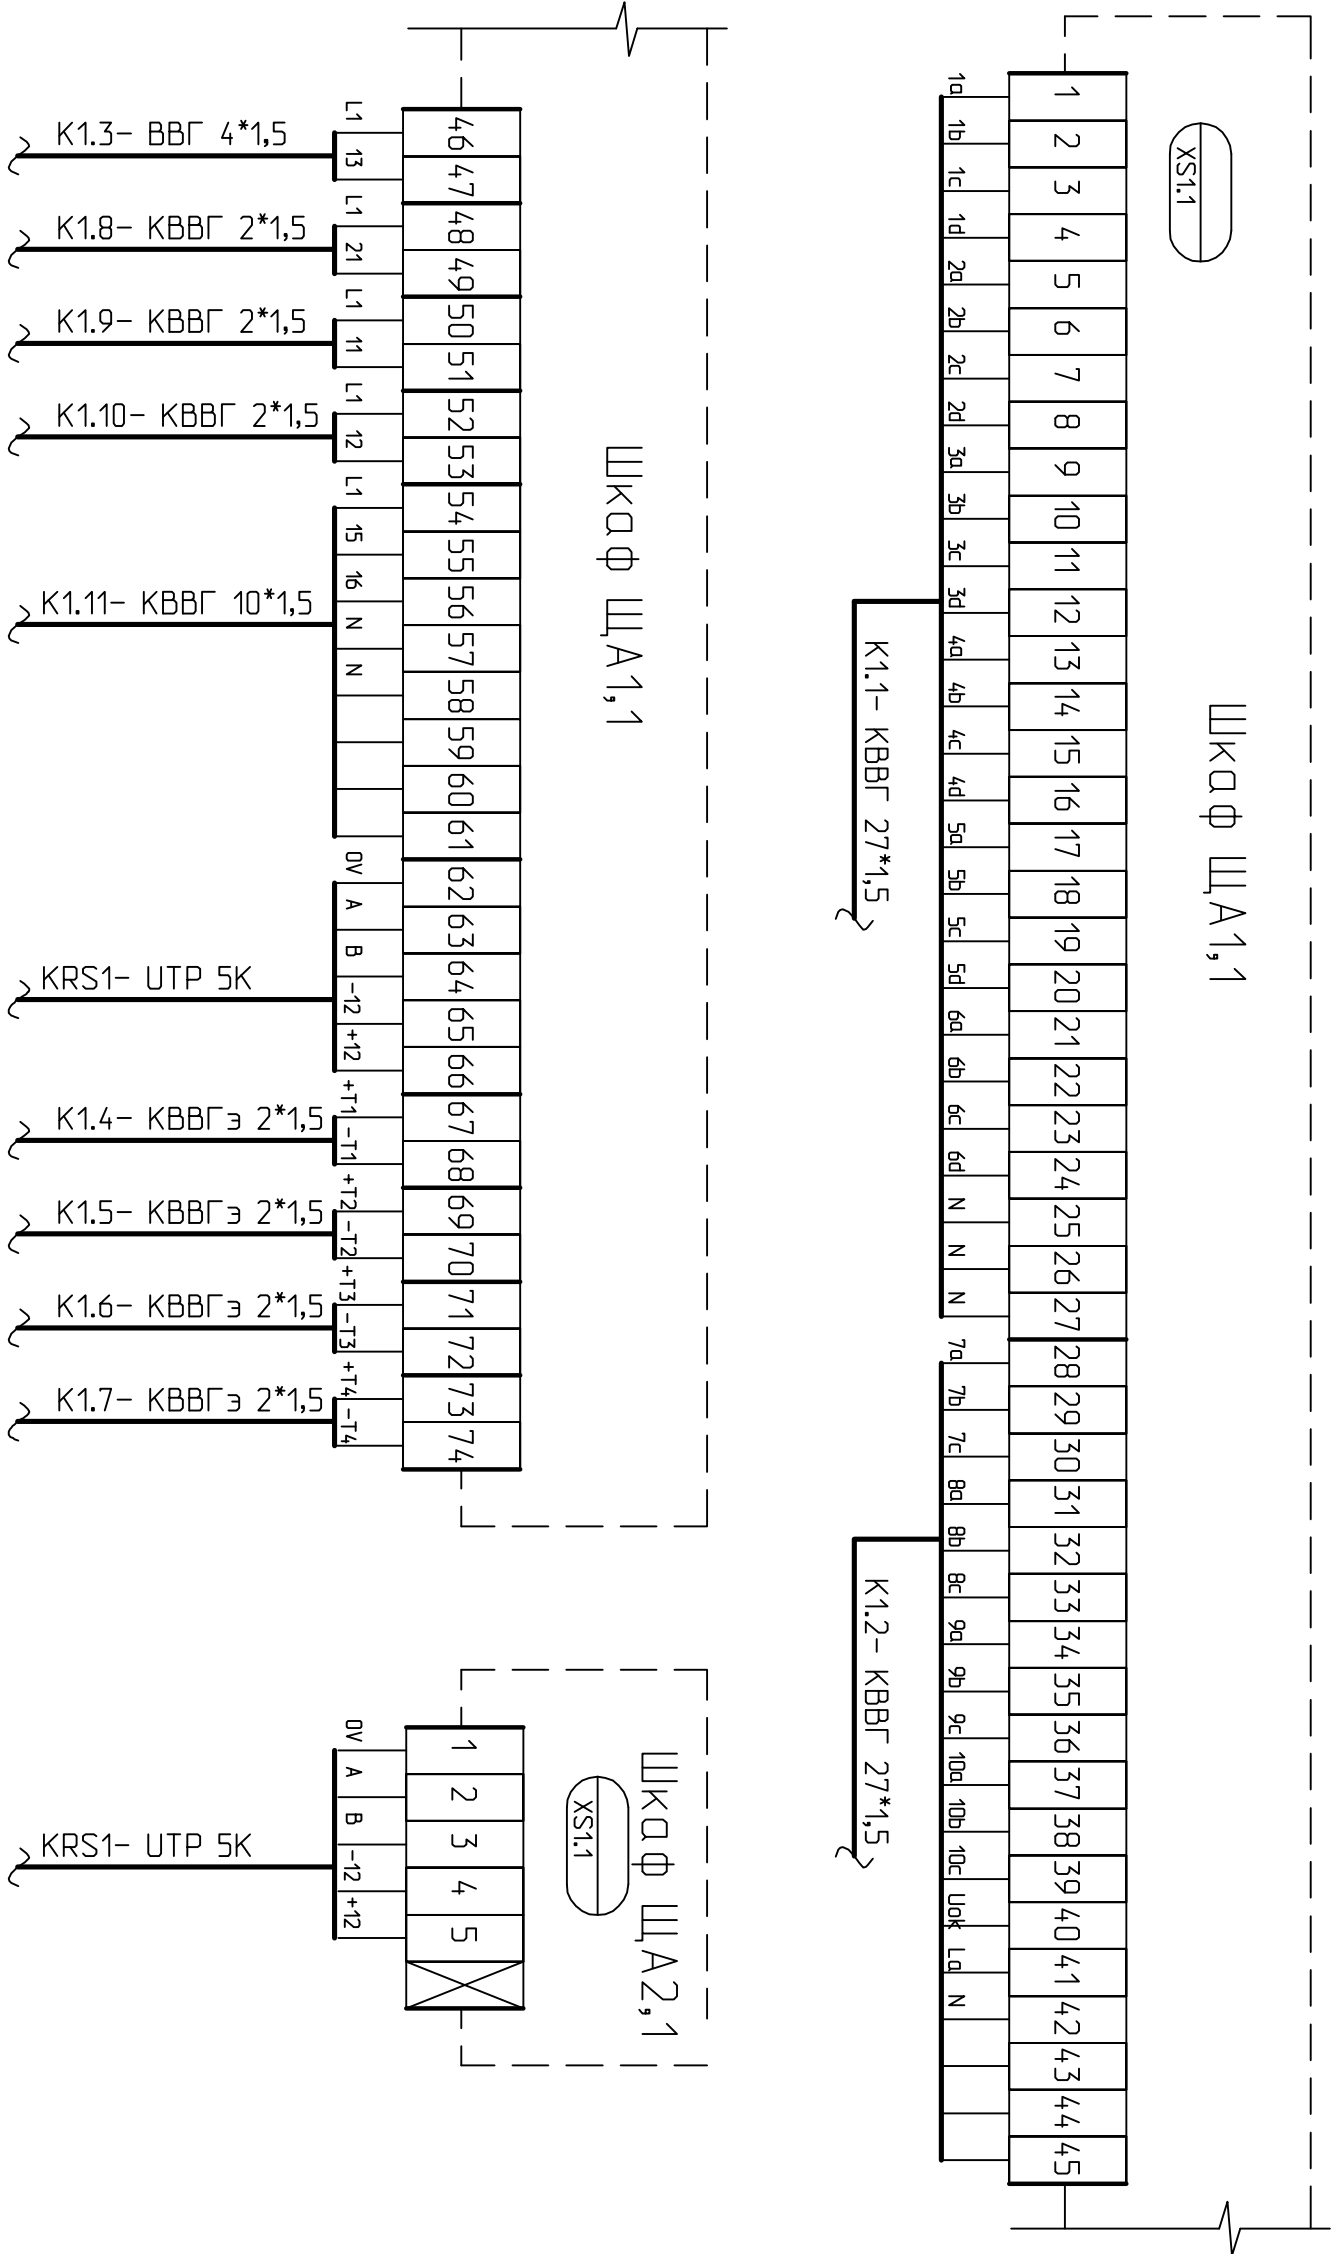 Шкаф ЩА1,1
XS1.1
1 2 3 4 5 6 7 8 9 10 11 12 13 14 15 16 17 18 19 20 21 22 23 24 25 26 27 28 29 30 31 32 33 34 35 36 37 38 39 40 41 42 43 44 45
1a 1b 1c 1d 2a 2b 2c 2d 3a 3b 3c 3d 4a 4b 4c 4d 5a 5b 5c 5d 6a 6b 6c 6d N N N 7a 7b 7c 8a 8b 8c 9a 9b 9c 10a 10b 10c Uok La N
К1.1- КВВГ 27*1,5
К1.2- КВВГ 27*1,5
Шкаф ЩА1,1
46 47 48 49 50 51 52 53 54 55 56 57 58 59 60 61 62 63 64 65 66 67 68 69 70 71 72 73 74
L1 13 L1 21 L1 11 L1 12 L1 15 16 N N 0V A B -12 +12 +T1 -T1 +T2 -T2 +T3 -T3 +T4 -T4
К1.3- ВВГ 4*1,5
К1.8- КВВГ 2*1,5
К1.9- КВВГ 2*1,5
К1.10- КВВГ 2*1,5
К1.11- КВВГ 10*1,5
KRS1- UTP 5K
К1.4- КВВГэ 2*1,5
К1.5- КВВГэ 2*1,5
К1.6- КВВГэ 2*1,5
К1.7- КВВГэ 2*1,5
Шкаф ЩА2,1
XS1.1
1 2 3 4 5
0V A B -12 +12
KRS1- UTP 5K